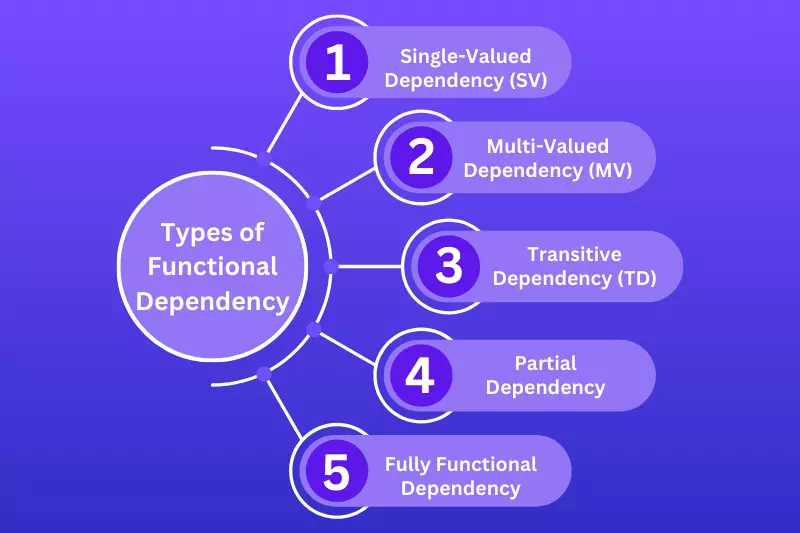 Types of
Functional
Dependency
1
Single-Valued
Dependency (SV)
2
Multi-Valued
Dependency (MV)
3
Transitive
Dependency (TD)
4
Partial
Dependency
5
Fully Functional
Dependency